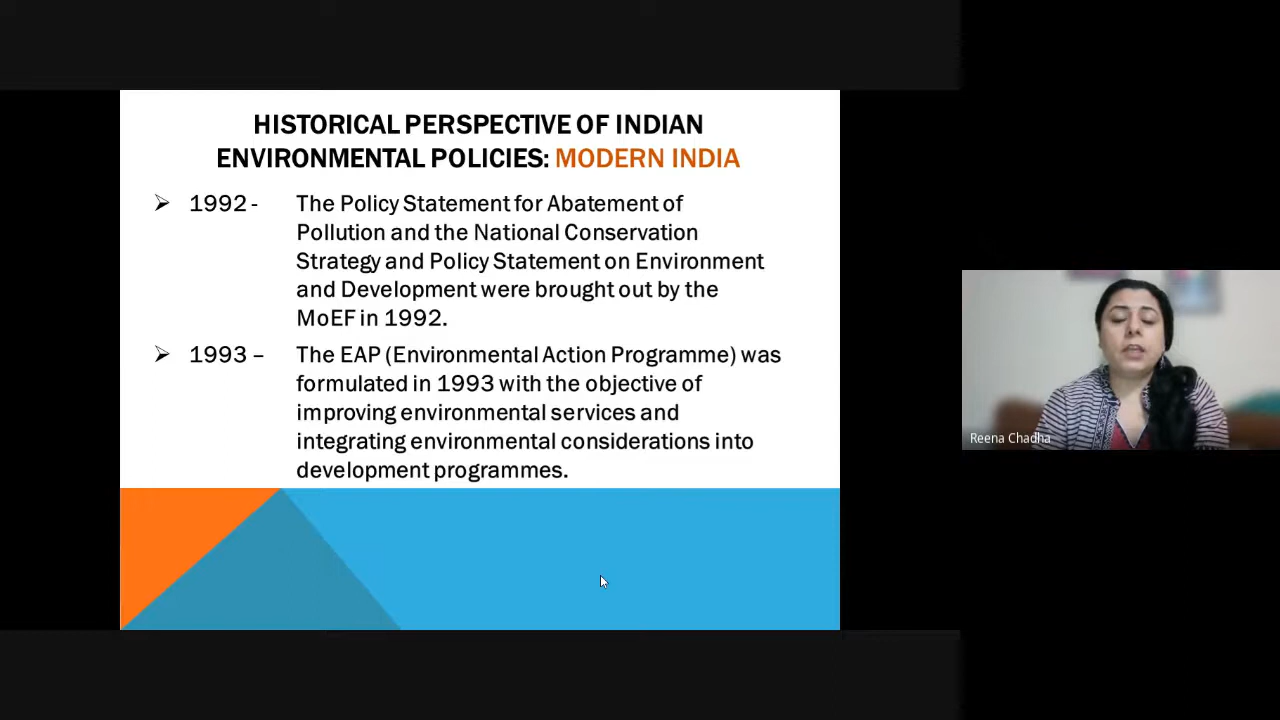 HISTORICAL PERSPECTIVE OF INDIAN
ENVIRONMENTAL POLICIES: MODERN INDIA
➢ 1992 - The Policy Statement for Abatement of
Pollution and the National Conservation
Strategy and Policy Statement on Environment
and Development were brought out by the
MoEF in 1992.
➢ 1993 – The EAP (Environmental Action Programme) was
formulated in 1993 with the objective of
improving environmental services and
integrating environmental considerations into
development programmes.
Reena Chadha